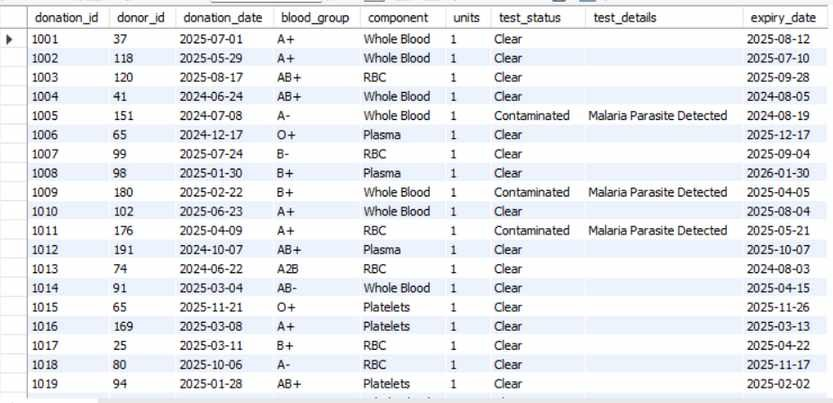 donation_id donor_id donation_date blood_group component units test_status test_details expiry_date
1001 37 2025-07-01 A+ Whole Blood 1 Clear 2025-08-12
1002 118 2025-05-29 A+ Whole Blood 1 Clear 2025-07-10
1003 120 2025-08-17 AB+ RBC 1 Clear 2025-09-28
1004 41 2024-06-24 AB+ Whole Blood 1 Clear 2024-08-05
1005 151 2024-07-08 A- Whole Blood 1 Contaminated Malaria Parasite Detected 2024-08-19
1006 65 2024-12-17 O+ Plasma 1 Clear 2025-12-17
1007 99 2025-07-24 B- RBC 1 Clear 2025-09-04
1008 98 2025-01-30 B+ Plasma 1 Clear 2026-01-30
1009 180 2025-02-22 B+ Whole Blood 1 Contaminated Malaria Parasite Detected 2025-04-05
1010 102 2025-06-23 A+ Whole Blood 1 Clear 2025-08-04
1011 176 2025-04-09 A+ RBC 1 Contaminated Malaria Parasite Detected 2025-05-21
1012 191 2024-10-07 AB+ Plasma 1 Clear 2025-10-07
1013 74 2024-06-22 A2B RBC 1 Clear 2024-08-03
1014 91 2025-03-04 AB- Whole Blood 1 Clear 2025-04-15
1015 65 2025-11-21 O+ Platelets 1 Clear 2025-11-26
1016 169 2025-03-08 A+ Platelets 1 Clear 2025-03-13
1017 25 2025-03-11 B+ RBC 1 Clear 2025-04-22
1018 80 2025-10-06 A- RBC 1 Clear 2025-11-17
1019 94 2025-01-28 AB+ Platelets 1 Clear 2025-02-02